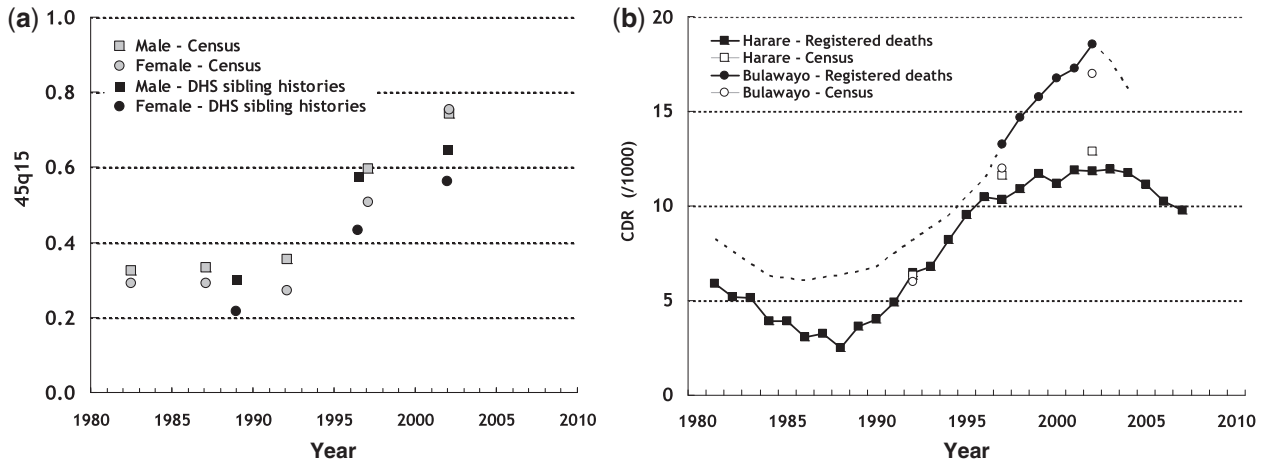 (a)
1.0
0.8
0.6
0.4
0.2
0.0
45q15
Male - Census
Female - Census
Male - DHS sibling histories
Female - DHS sibling histories
1980 1985 1990 1995 2000 2005 2010
Year
(b)
20
15
10
5
0
CDR (/1000)
Harare - Registered deaths
Harare - Census
Bulawayo - Registered deaths
Bulawayo - Census
1980 1985 1990 1995 2000 2005 2010
Year